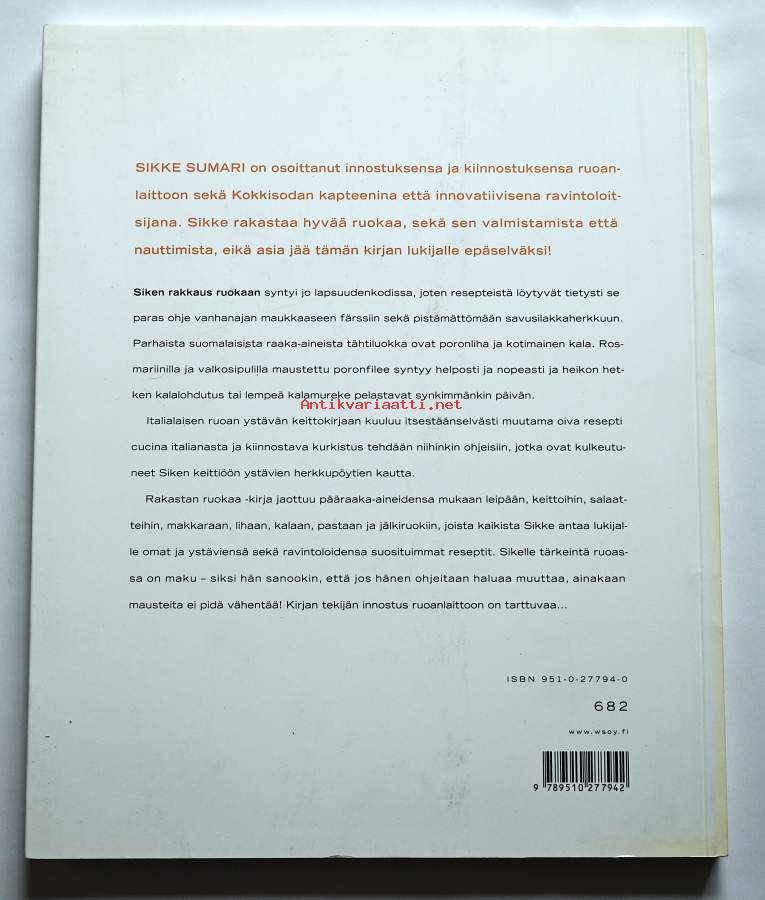 SIKKE SUMARI on osoittanut innostuksensa ja kiinnostuksensa ruoan-
laittoon sekä Kokkisodan kapteenina että innovatiivisena ravintoloit-
sijana. Sikke rakastaa hyvää ruokaa, sekä sen valmistamista että
nauttimista, eikä asia jää tämän kirjan lukijalle epäselväksi!
Siken rakkaus ruokaan syntyi jo lapsuudenkodissa, joten resepteistä löytyvät tietysti se
paras ohje vanhanajan maukkaaseen färssiin sekä pistämättömään savusilakkaherkkuun.
Parhaista suomalaisista raaka-aineista tähtiluokka ovat poronliha ja kotimainen kala. Ros-
mariinilla ja valkosipulilla maustettu poronfilee syntyy helposti ja nopeasti ja heikon het-
ken kalalohdutus tai lempeä kalamureke pelastavat synkimmänkin päivän.
Antikvariaatti.net
Italialaisen ruoan ystävän keittokirjaan kuuluu itsestäänselvästi muutama oiva resepti
cucina italianasta ja kiinnostava kurkistus tehdään niihinkin ohjeisiin, jotka ovat kulkeutu-
neet Siken keittiöön ystävien herkkupöytien kautta.
Rakastan ruokaa -kirja jaottuu pääraaka-aineidensa mukaan leipään, keittoihin, salaat-
teihin, makkaraan, lihaan, kalaan, pastaan ja jälkiruokiin, joista kaikista Sikke antaa lukijal-
le omat ja ystäviensä sekä ravintoloidensa suosituimmat reseptit. Sikelle tärkeintä ruoas-
sa on maku – siksi hän sanookin, että jos hänen ohjeitaan haluaa muuttaa, ainakaan
mausteita ei pidä vähentää! Kirjan tekijän innostus ruoanlaittoon on tarttuvaa...
ISBN 951-0-27794-0
682
www.wsoy.fi
9 789510 277942